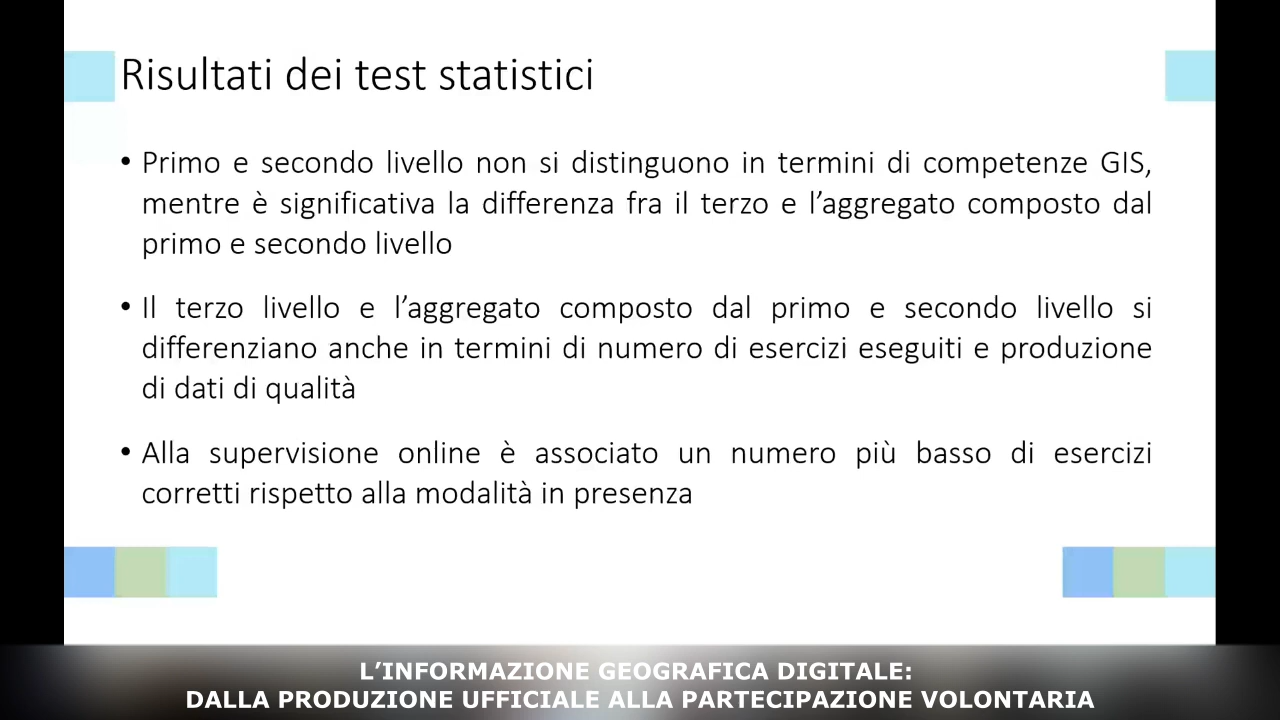 Risultati dei test statistici
• Primo e secondo livello non si distinguono in termini di competenze GIS,
mentre è significativa la differenza fra il terzo e l’aggregato composto dal
primo e secondo livello
• Il terzo livello e l’aggregato composto dal primo e secondo livello si
differenziano anche in termini di numero di esercizi eseguiti e produzione
di dati di qualità
• Alla supervisione online è associato un numero più basso di esercizi
corretti rispetto alla modalità in presenza
L’INFORMAZIONE GEOGRAFICA DIGITALE:
DALLA PRODUZIONE UFFICIALE ALLA PARTECIPAZIONE VOLONTARIA